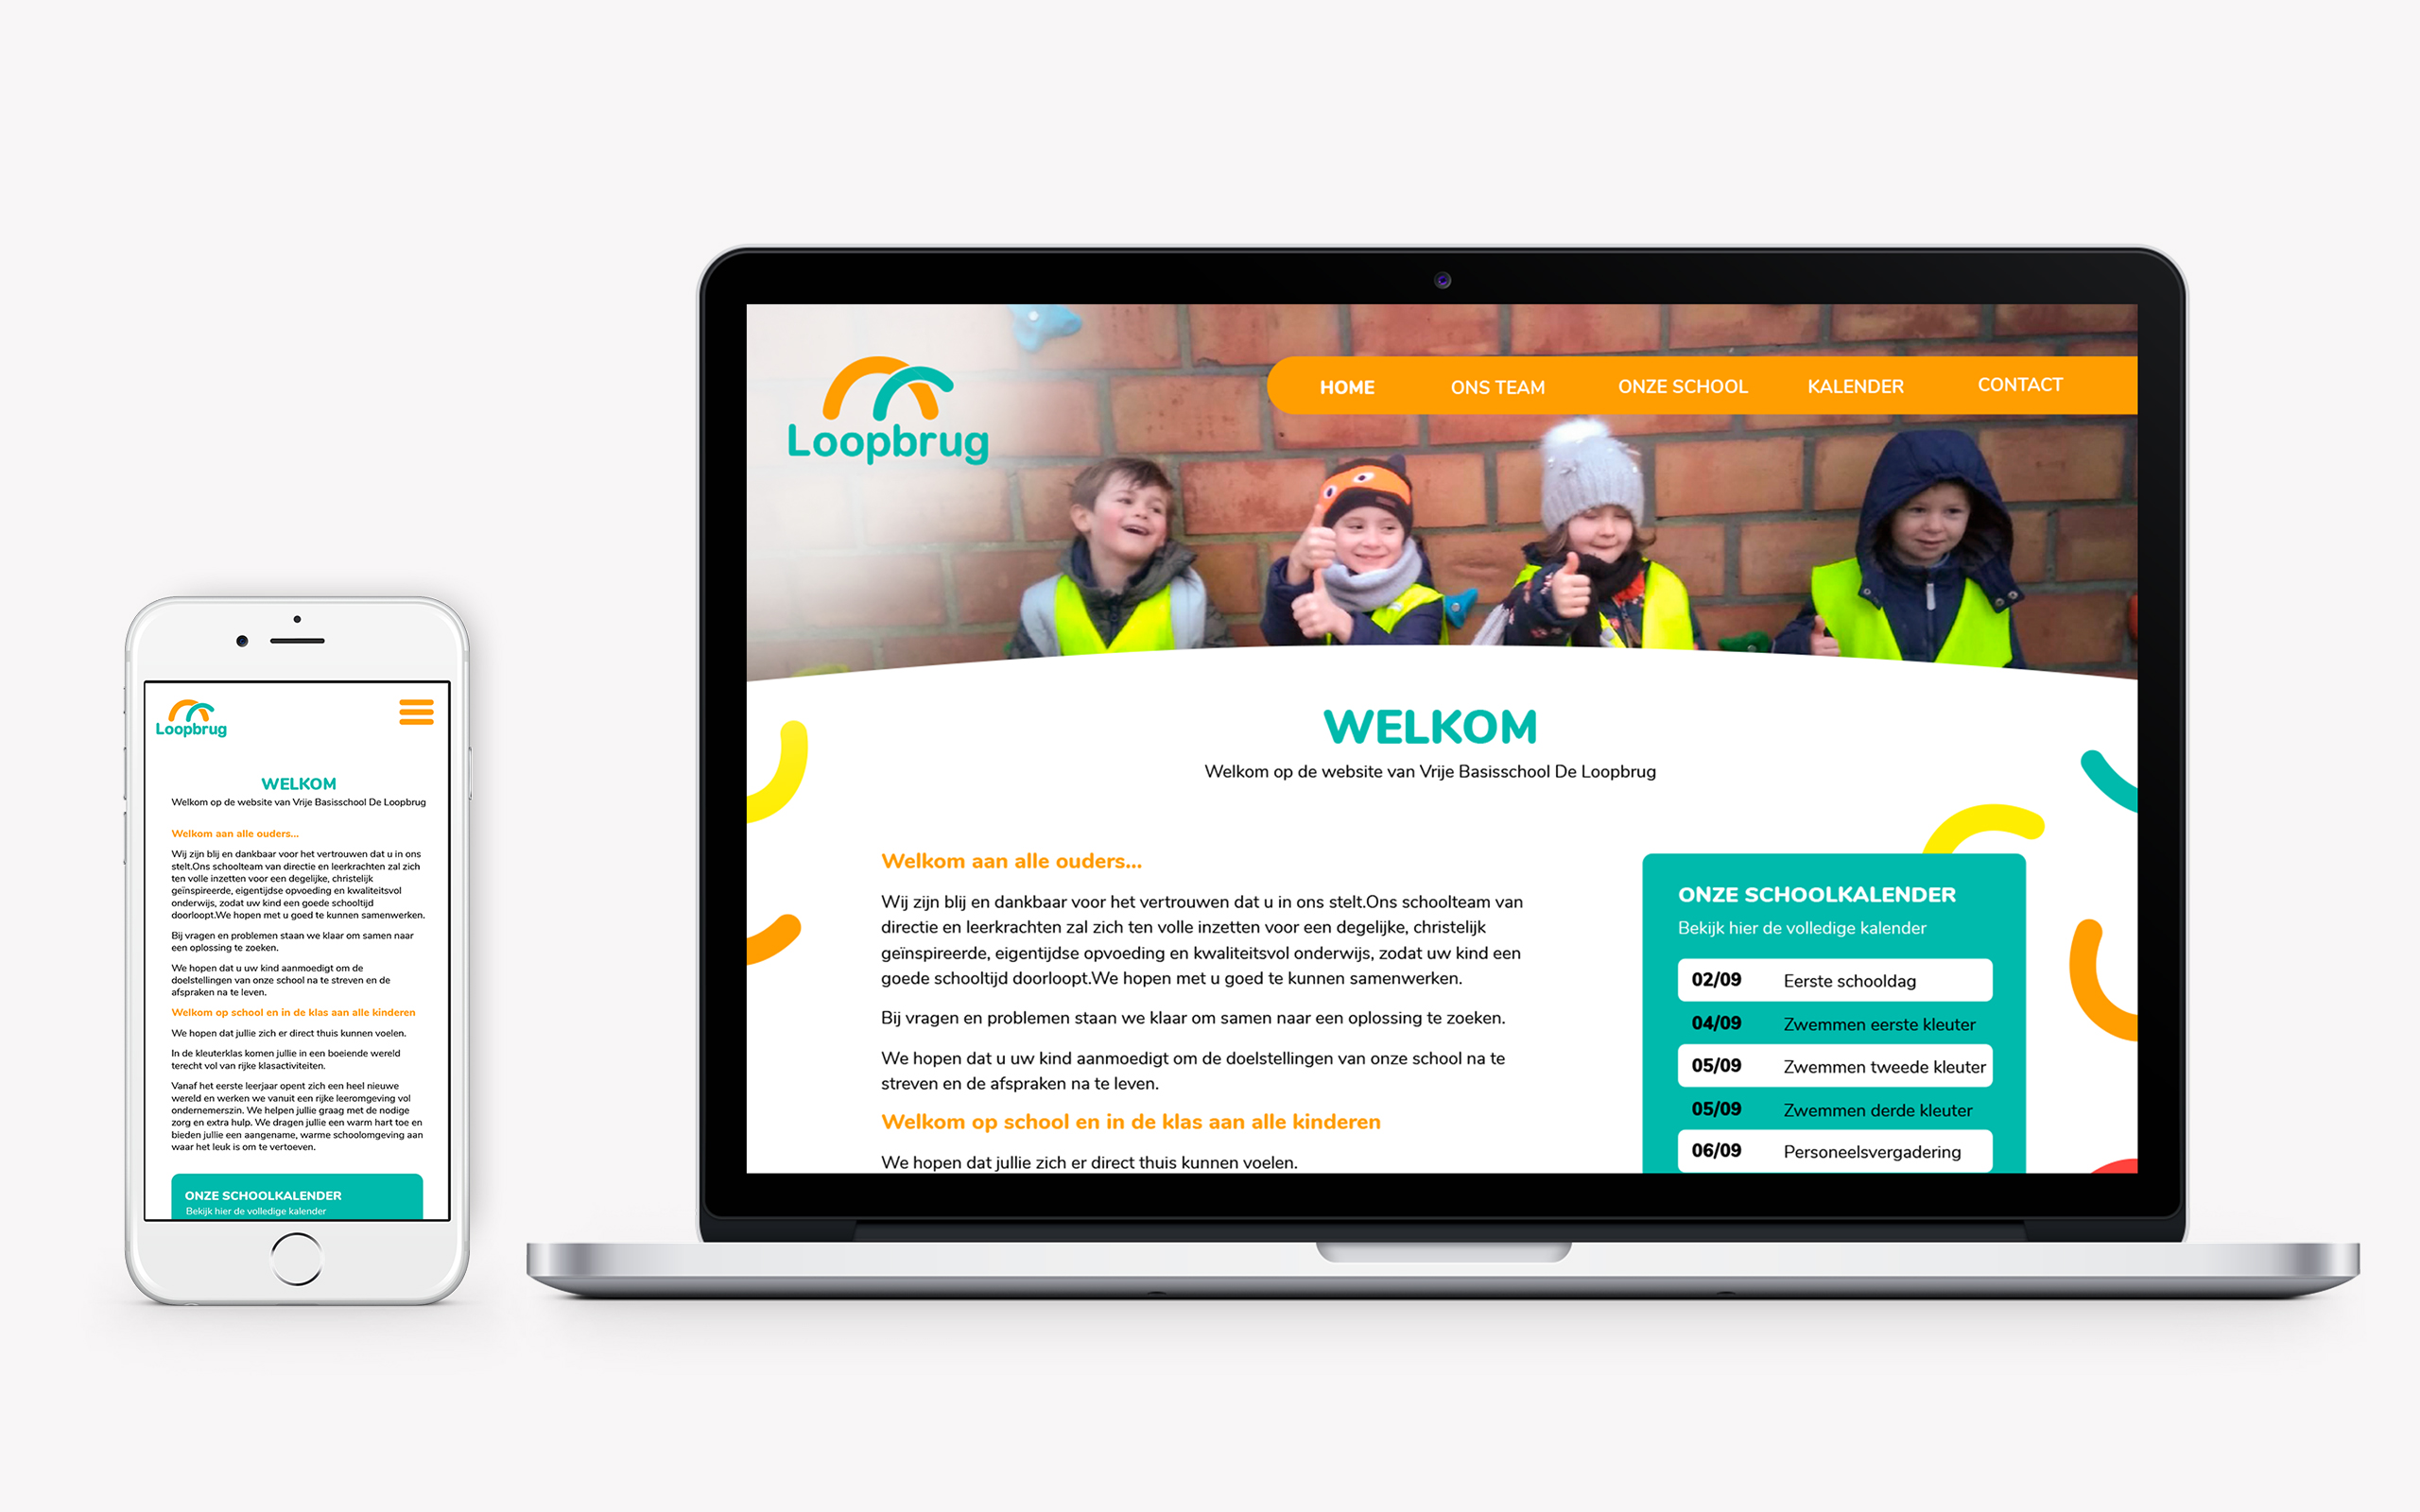 Loopbrug
WELKOM
Welkom op de website van Vrije Basisschool De Loopbrug
Welkom aan alle ouders...
Wij zijn blij en dankbaar voor het vertrouwen dat u in ons
stelt.Ons schoolteam van directie en leerkrachten zal zich
ten volle inzetten voor een degelijke, christelijk
geïnspireerde, eigentijdse opvoeding en kwaliteitsvol
onderwijs, zodat uw kind een goede schooltijd
doorloopt.We hopen met u goed te kunnen samenwerken.
Bij vragen en problemen staan we klaar om samen naar
een oplossing te zoeken.
We hopen dat u uw kind aanmoedigt om de
doelstellingen van onze school na te streven en de
afspraken na te leven.
Welkom op school en in de klas aan alle kinderen
We hopen dat jullie zich er direct thuis kunnen voelen.
In de kleuterklas komen jullie in een boeiende wereld
terecht vol van rijke klasactiviteiten.
Vanaf het eerste leerjaar opent zich een heel nieuwe
wereld en werken we vanuit een rijke leeromgeving vol
ondernemerszin. We helpen jullie graag met de nodige
zorg en extra hulp. We dragen jullie een warm hart toe en
bieden jullie een aangename, warme schoolomgeving aan
waar het leuk is om te vertoeven.
ONZE SCHOOLKALENDER
Bekijk hier de volledige kalender
Loopbrug
HOME ONS TEAM ONZE SCHOOL KALENDER CONTACT
WELKOM
Welkom op de website van Vrije Basisschool De Loopbrug
Welkom aan alle ouders...
Wij zijn blij en dankbaar voor het vertrouwen dat u in ons stelt.Ons schoolteam van
directie en leerkrachten zal zich ten volle inzetten voor een degelijke, christelijk
geïnspireerde, eigentijdse opvoeding en kwaliteitsvol onderwijs, zodat uw kind een
goede schooltijd doorloopt.We hopen met u goed te kunnen samenwerken.
Bij vragen en problemen staan we klaar om samen naar een oplossing te zoeken.
We hopen dat u uw kind aanmoedigt om de doelstellingen van onze school na te
streven en de afspraken na te leven.
Welkom op school en in de klas aan alle kinderen
We hopen dat jullie zich er direct thuis kunnen voelen.
ONZE SCHOOLKALENDER
Bekijk hier de volledige kalender
02/09 Eerste schooldag
04/09 Zwemmen eerste kleuter
05/09 Zwemmen tweede kleuter
05/09 Zwemmen derde kleuter
06/09 Personeelsvergadering